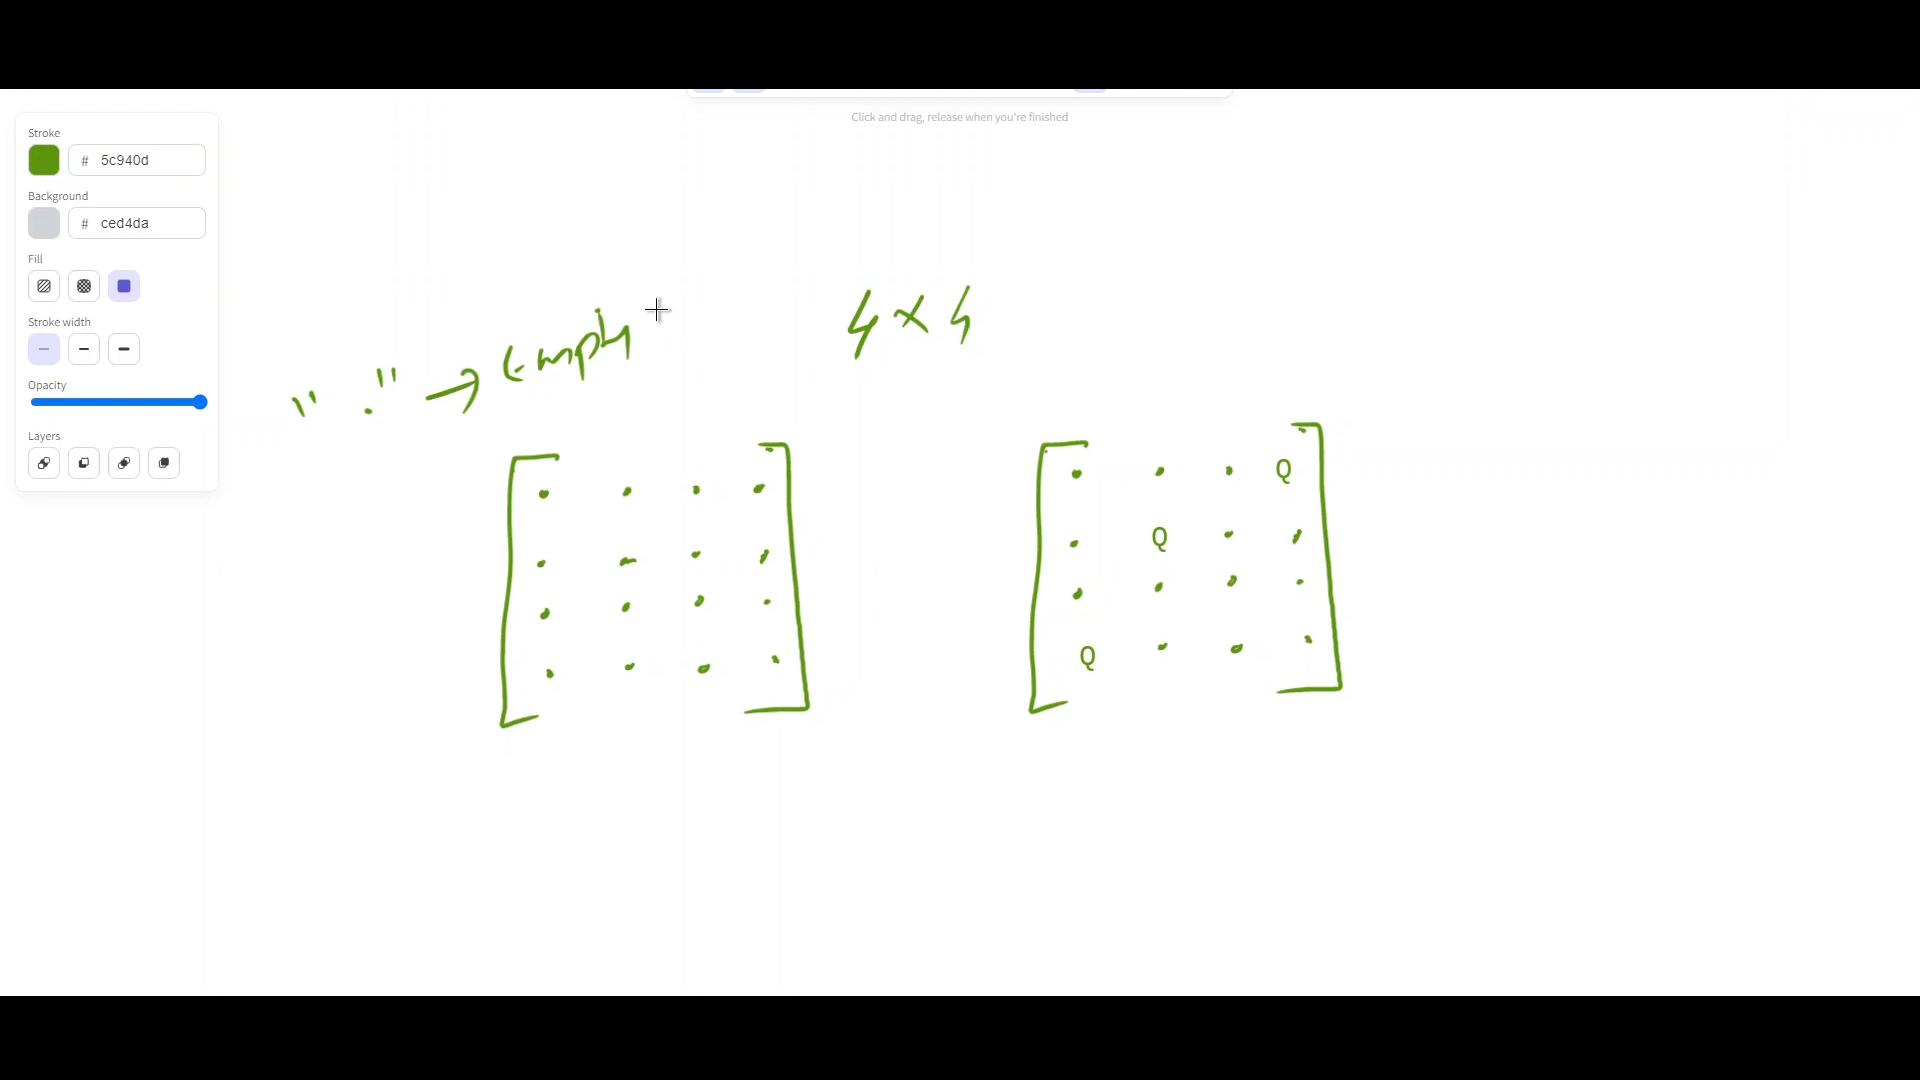 Click and drag, release when you're finished
Stroke
# 5c940d
Background
# ced4da
Fill
Stroke width
Opacity
Layers
4 x 4
" . " → Empty
. . . .
. . . .
. . . .
. . . .
. . . Q
. Q . .
. . . .
Q . . .